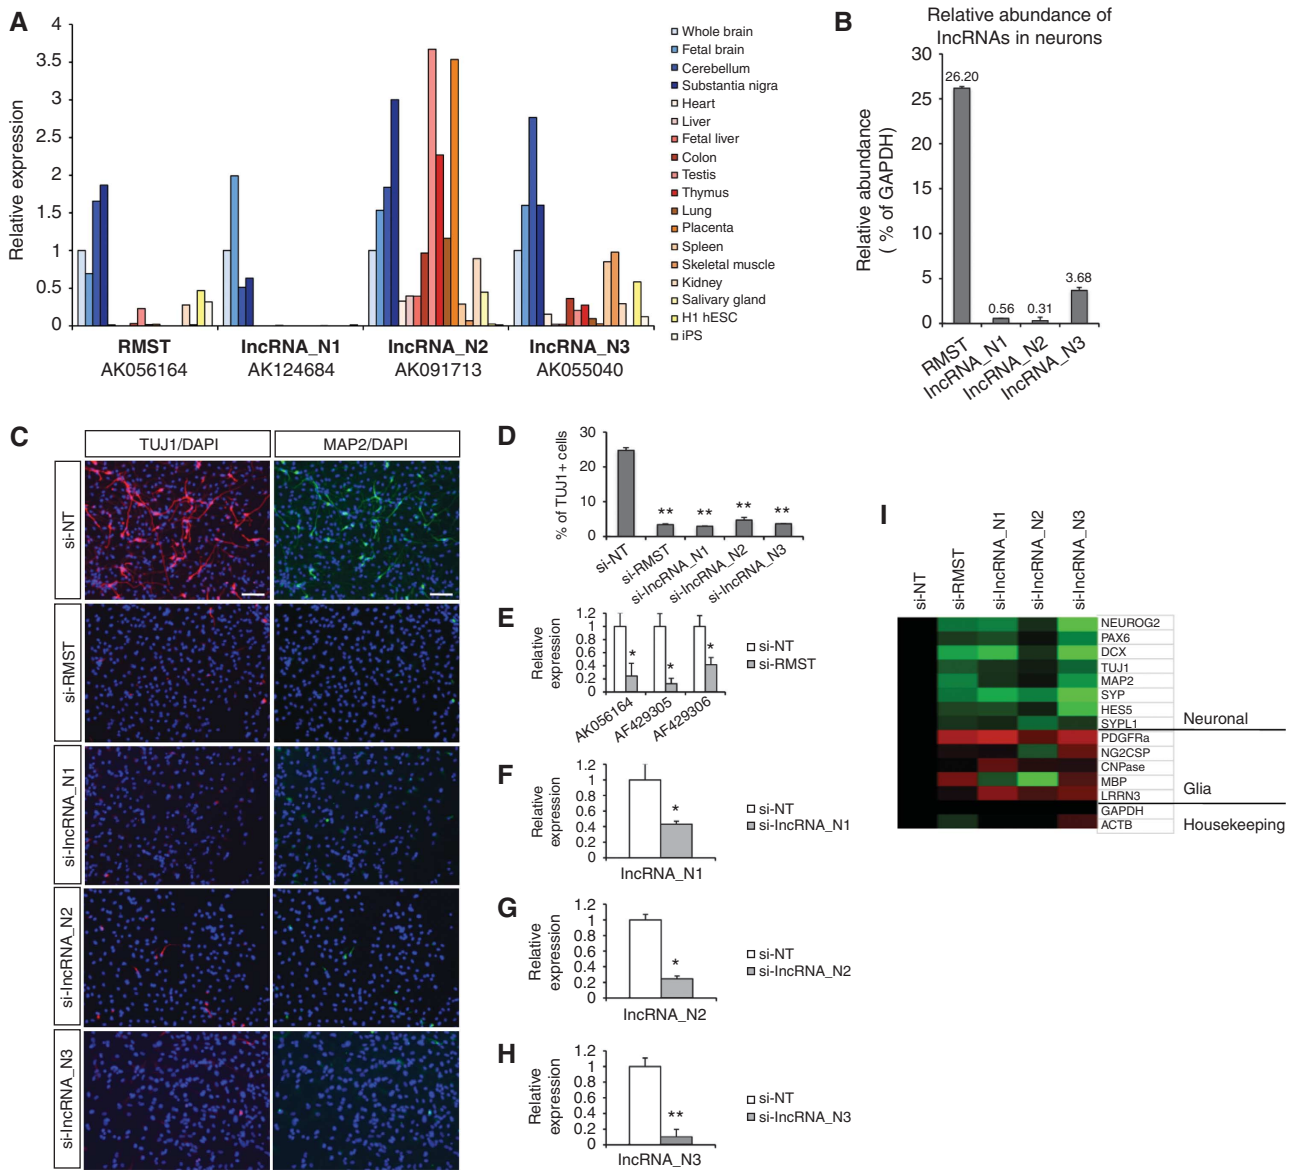 A
4
3.5
3
2.5
2
1.5
1
0.5
0
Relative expression
RMST
AK056164
lncRNA_N1
AK124684
lncRNA_N2
AK091713
lncRNA_N3
AK055040
Whole brain
Fetal brain
Cerebellum
Substantia nigra
Heart
Liver
Fetal liver
Colon
Testis
Thymus
Lung
Placenta
Spleen
Skeletal muscle
Kidney
Salivary gland
H1 hESC
iPS
B
Relative abundance of
lncRNAs in neurons
30
25
20
15
10
5
0
Relative abundance
( % of GAPDH)
26.20
0.56
0.31
3.68
RMST
lncRNA_N1
lncRNA_N2
lncRNA_N3
C
TUJ1/DAPI
MAP2/DAPI
si-NT
si-RMST
si-lncRNA_N1
si-lncRNA_N2
si-lncRNA_N3
D
30
20
10
0
% of TUJ1+ cells
**
**
**
**
si-NT
si-RMST
si-lncRNA_N1
si-lncRNA_N2
si-lncRNA_N3
E
1.2
1
0.8
0.6
0.4
0.2
0
Relative
expression
*
*
*
AK056164
AF429305
AF429306
si-NT
si-RMST
F
1.2
1
0.8
0.6
0.4
0.2
0
Relative
expression
*
lncRNA_N1
si-NT
si-lncRNA_N1
G
1.2
1
0.8
0.6
0.4
0.2
0
Relative
expression
*
lncRNA_N2
si-NT
si-lncRNA_N2
H
1.2
1
0.8
0.6
0.4
0.2
0
Relative
expression
**
lncRNA_N3
si-NT
si-lncRNA_N3
I
si-NT
si-RMST
si-lncRNA_N1
si-lncRNA_N2
si-lncRNA_N3
NEUROG2
PAX6
DCX
TUJ1
MAP2
SYP
HES5
SYPL1
Neuronal
PDGFRa
NG2CSP
CNPase
MBP
LRRN3
Glia
GAPDH
ACTB
Housekeeping